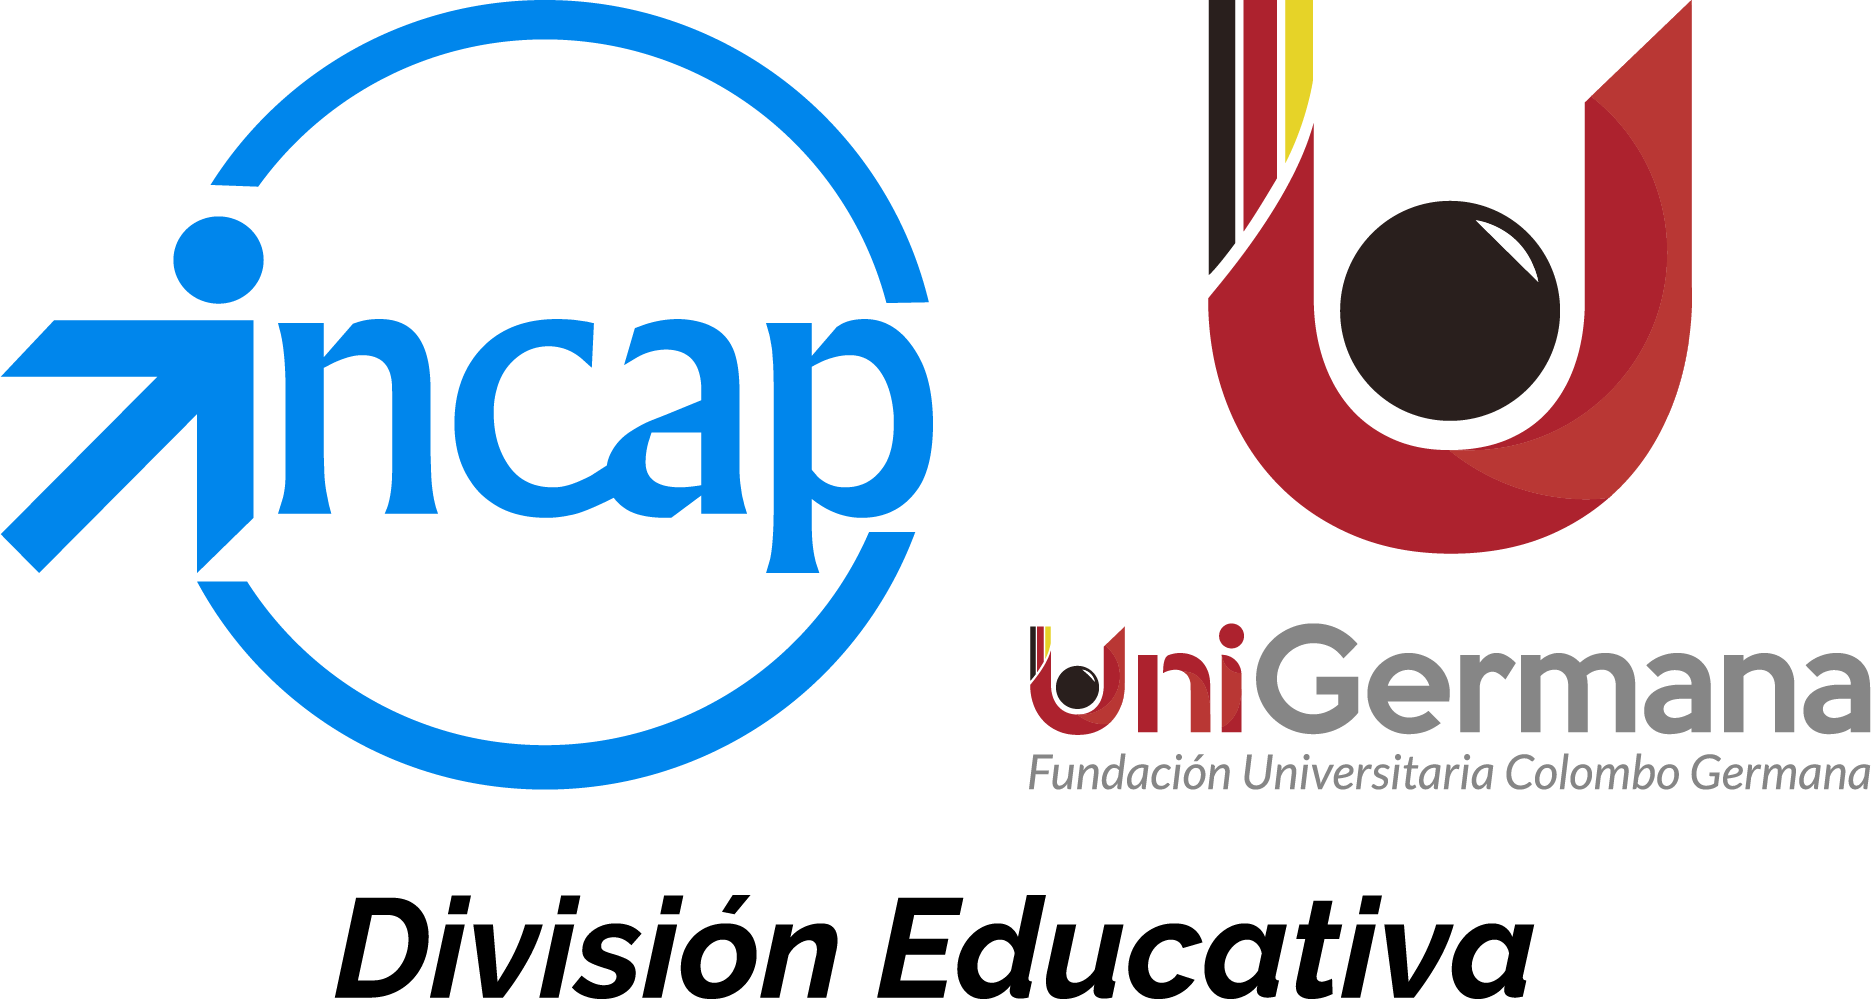 incap
UniGermana
Fundación Universitaria Colombo Germana
División Educativa